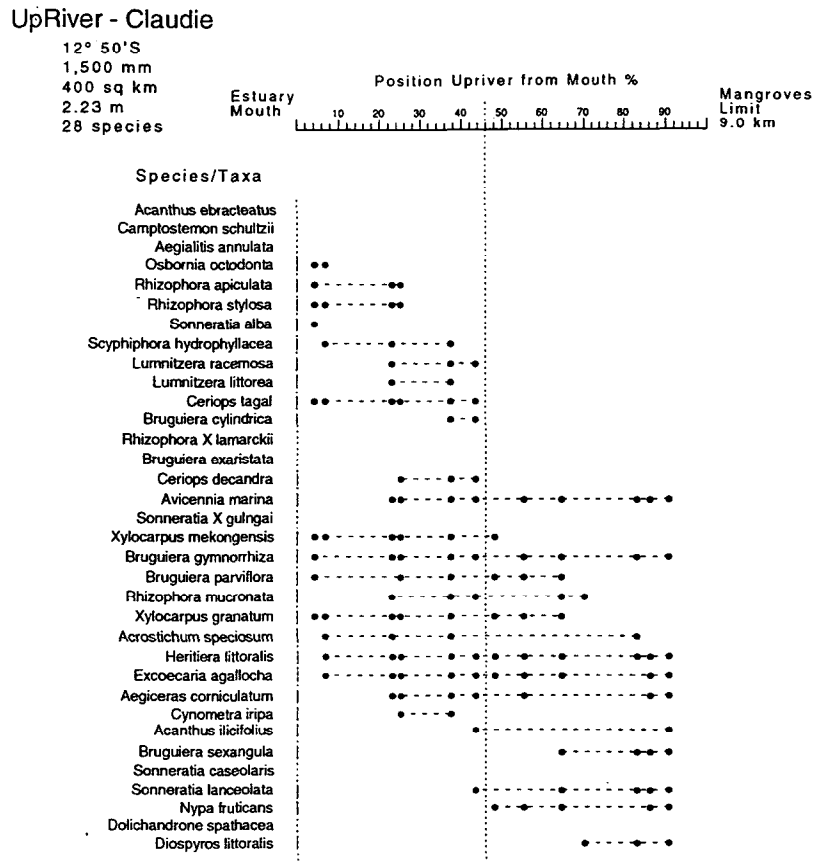 UpRiver - Claudie
12° 50'S
1,500 mm
400 sq km
2.23 m
28 species
Estuary
Mouth
Position Upriver from Mouth %
10 20 30 40 50 60 70 80 90
Mangroves
Limit
9.0 km
Species/Taxa
Acanthus ebracteatus
Camptostemon schultzii
Aegialitis annulata
Osbornia octodonta
Rhizophora apiculata
Rhizophora stylosa
Sonneratia alba
Scyphiphora hydrophyllacea
Lumnitzera racemosa
Lumnitzera littorea
Ceriops tagal
Bruguiera cylindrica
Rhizophora X lamarckii
Bruguiera exaristata
Ceriops decandra
Avicennia marina
Sonneratia X gulngai
Xylocarpus mekongensis
Bruguiera gymnorrhiza
Bruguiera parviflora
Rhizophora mucronata
Xylocarpus granatum
Acrostichum speciosum
Heritiera littoralis
Excoecaria agallocha
Aegiceras corniculatum
Cynometra iripa
Acanthus ilicifolius
Bruguiera sexangula
Sonneratia caseolaris
Sonneratia lanceolata
Nypa fruticans
Dolichandrone spathacea
Diospyros littoralis